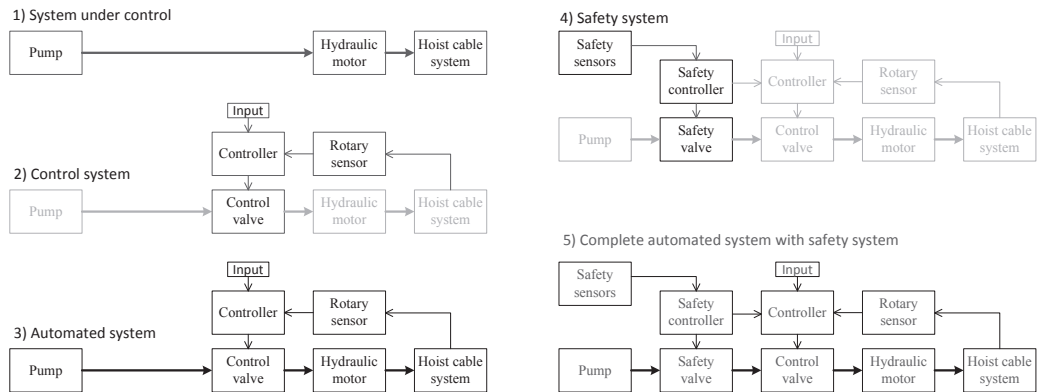 1) System under control
Pump
Hydraulic
motor
Hoist cable
system
Input
Controller
Rotary
sensor
2) Control system
Pump
Control
valve
Hydraulic
motor
Hoist cable
system
Input
Controller
Rotary
sensor
3) Automated system
Pump
Control
valve
Hydraulic
motor
Hoist cable
system
4) Safety system
Safety
sensors
Input
Safety
controller
Controller
Rotary
sensor
Pump
Safety
valve
Control
valve
Hydraulic
motor
Hoist cable
system
5) Complete automated system with safety system
Safety
sensors
Input
Safety
controller
Controller
Rotary
sensor
Pump
Safety
valve
Control
valve
Hydraulic
motor
Hoist cable
system